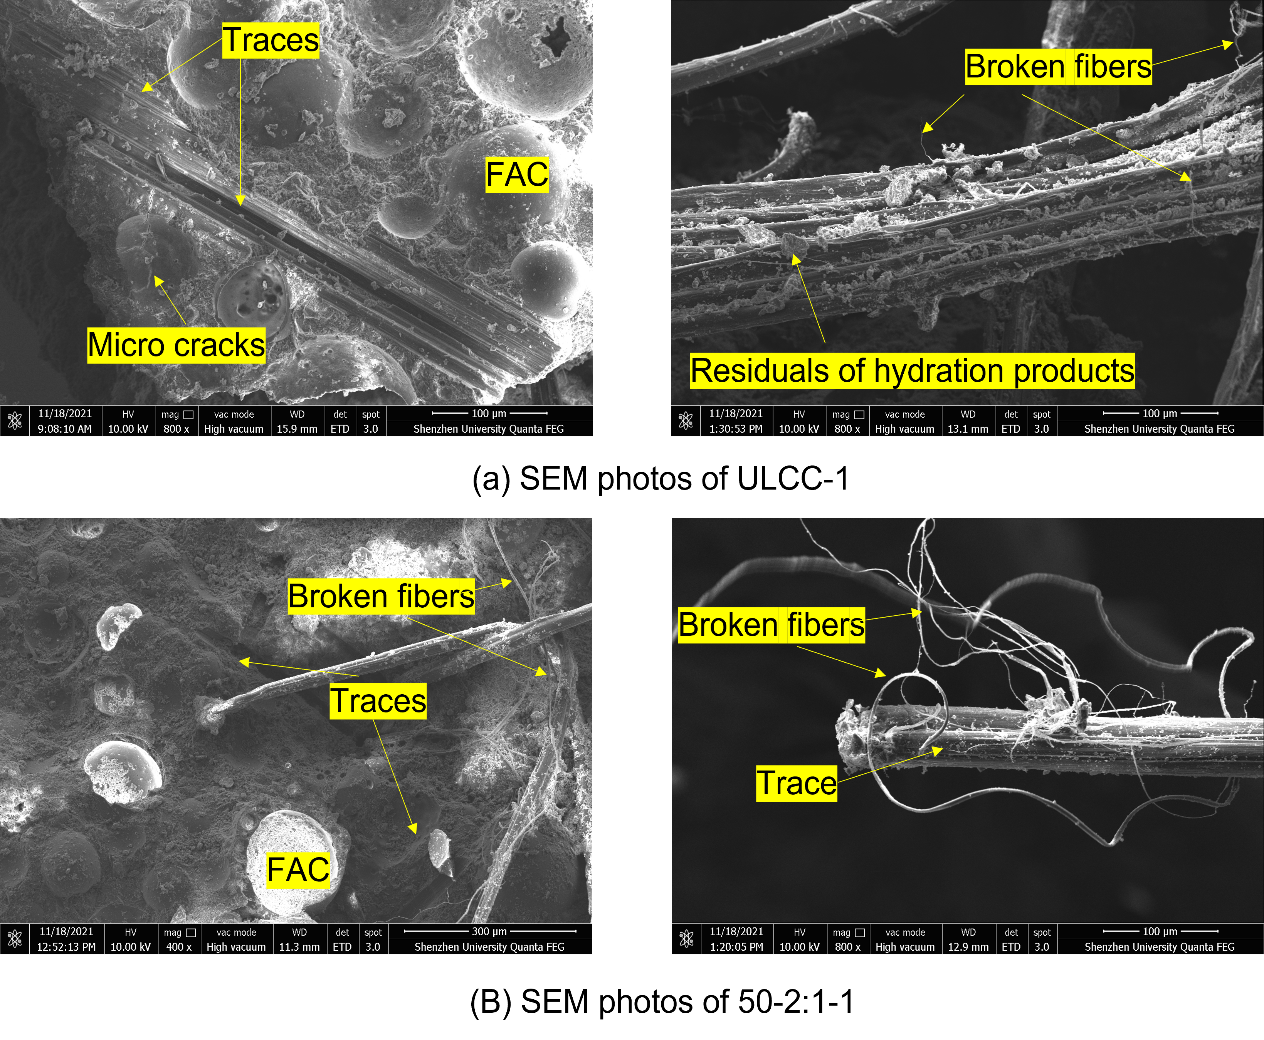 Traces
FAC
Micro cracks
11/18/2021 HV mag vac mode WD det spot 100 µm
9:08:10 AM 10.00 kV 800 x High vacuum 15.9 mm ETD 3.0 Shenzhen University Quanta FEG
Broken fibers
Residuals of hydration products
11/18/2021 HV mag vac mode WD det spot 100 µm
1:30:53 PM 10.00 kV 800 x High vacuum 13.1 mm ETD 3.0 Shenzhen University Quanta FEG
(a) SEM photos of ULCC-1
Broken fibers
Traces
FAC
11/18/2021 HV mag vac mode WD det spot 300 µm
12:52:13 PM 10.00 kV 400 x High vacuum 11.3 mm ETD 3.0 Shenzhen University Quanta FEG
Broken fibers
Trace
11/18/2021 HV mag vac mode WD det spot 100 µm
1:20:05 PM 10.00 kV 800 x High vacuum 12.9 mm ETD 3.0 Shenzhen University Quanta FEG
(B) SEM photos of 50-2:1-1